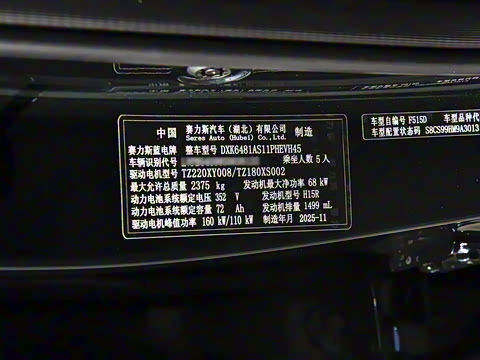 中国 赛力斯汽车（湖北）有限公司 制造
Seres Auto (Hubei) Co., Ltd.
赛力斯蓝电牌 整车型号 DXK6481AS11PHEVH45
车辆识别代号 乘坐人数 5 人
驱动电机型号 TZ220XY008/TZ180XS002
最大允许总质量 2375 kg 发动机最大净功率 68 kW
动力电池系统额定电压 352 V 发动机型号 H15R
动力电池系统额定容量 72 Ah 发动机排量 1499 mL
驱动电机峰值功率 160 kW/110 kW 制造年月 2025-11
车型自编号 F515D 车型品种代
车型配置状态码 S8CS99HM9A3013